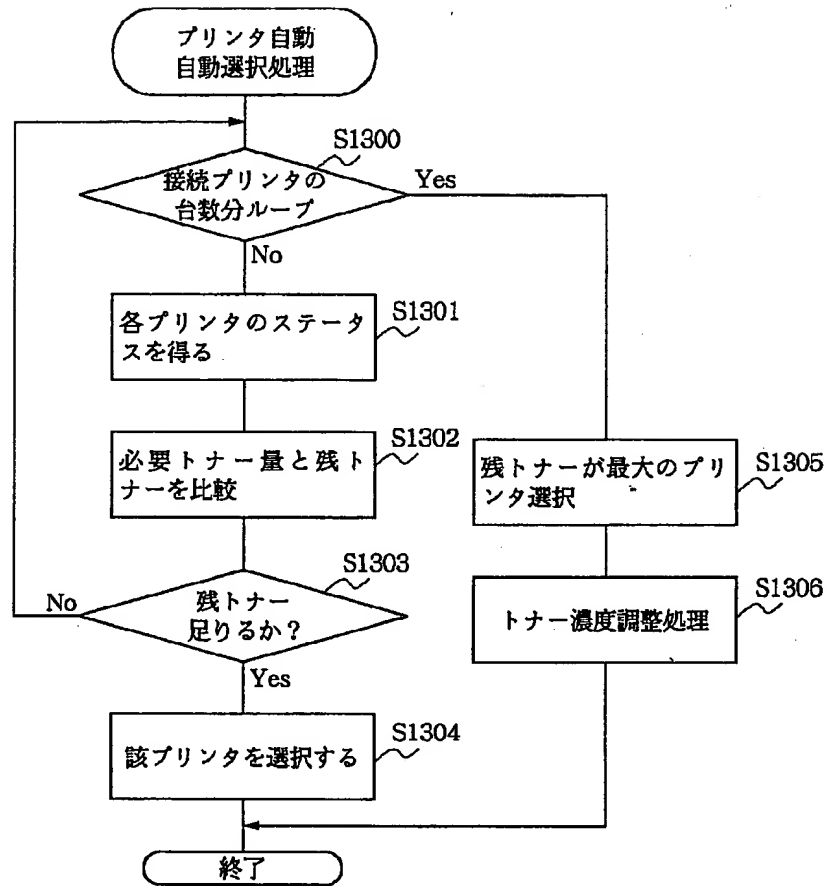 プリンタ自動
自動選択処理
S1300
接続プリンタの
台数分ループ
Yes
No
各プリンタのステータ
スを得る
S1301
必要トナー量と残ト
ナーを比較
S1302
残トナー
足りるか?
S1303
No
Yes
該プリンタを選択する
S1304
残トナーが最大のプリ
ンタ選択
S1305
トナー濃度調整処理
S1306
終了